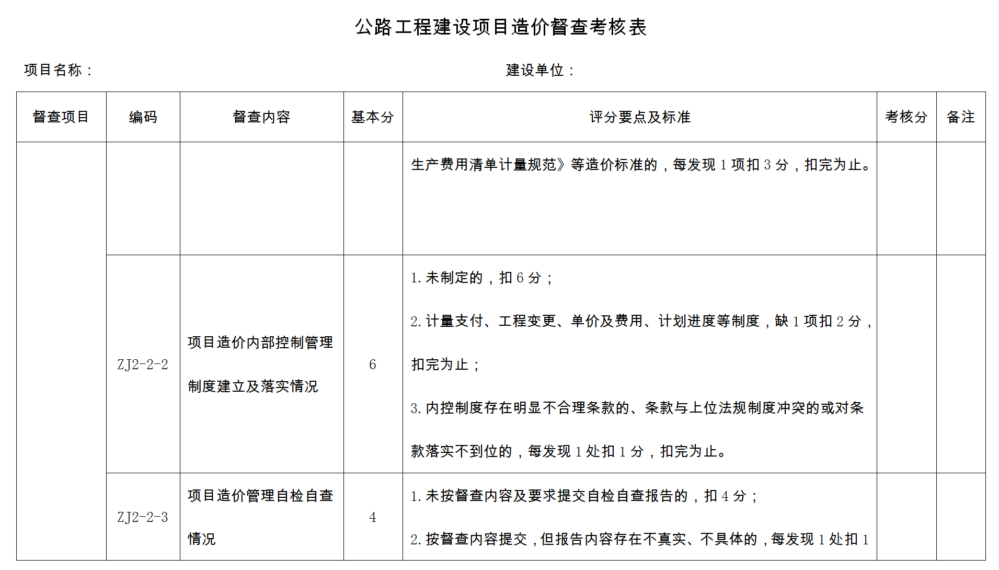 公路工程建设项目造价督查考核表
项目名称： 建设单位：
督查项目 编码 督查内容 基本分 评分要点及标准 考核分 备注
生产费用清单计量规范》等造价标准的，每发现 1 项扣 3 分，扣完为止。
ZJ2-2-2
项目造价内部控制管理
制度建立及落实情况
6
1. 未制定的，扣 6 分；
2. 计量支付、工程变更、单价及费用、计划进度等制度，缺 1 项扣 2 分，
扣完为止；
3. 内控制度存在明显不合理条款的、条款与上位法规制度冲突的或对条
款落实不到位的，每发现 1 处扣 1 分，扣完为止。
ZJ2-2-3
项目造价管理自检自查
情况
4
1. 未按督查内容及要求提交自检自查报告的，扣 4 分；
2. 按督查内容提交，但报告内容存在不真实、不具体的，每发现 1 处扣 1